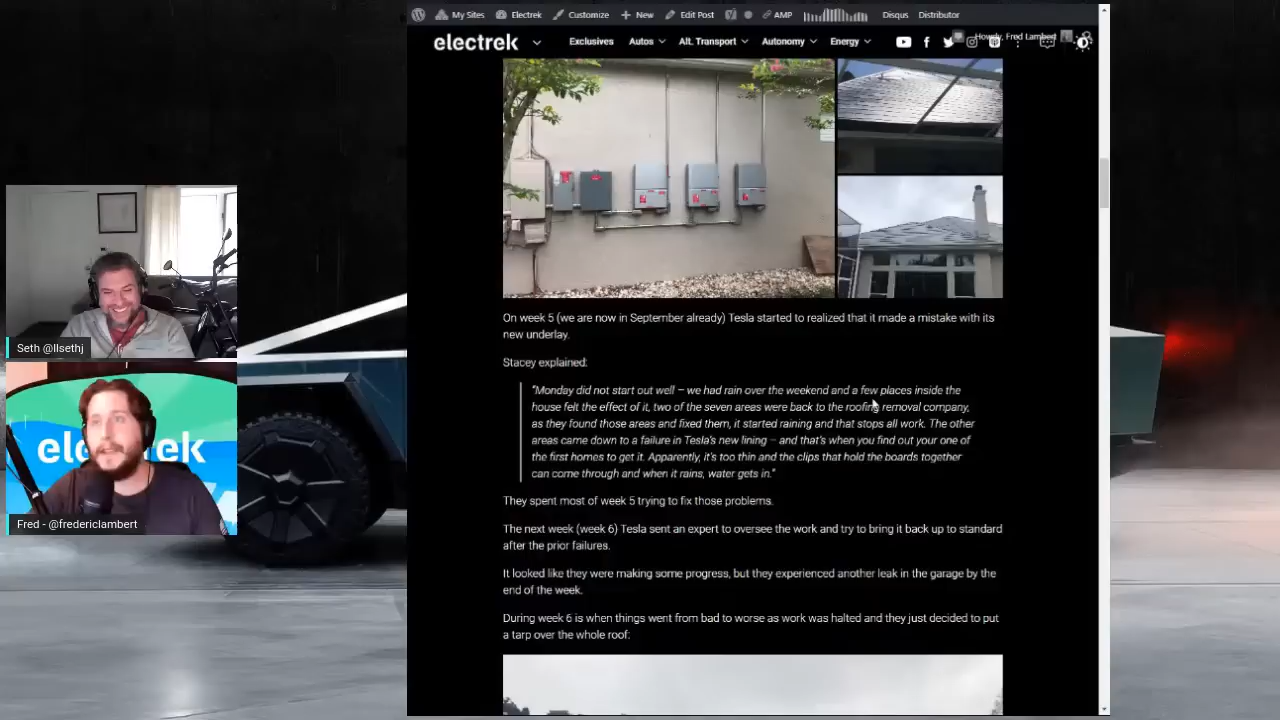 My Sites
Electrek
Customize
New
Edit Post
AMP
Disqus
Distributor
electrek
Exclusives
Autos
Alt. Transport
Autonomy
Energy
Howdy, Fred Lambert
On week 5 (we are now in September already) Tesla started to realized that it made a mistake with its
new underlay.
Stacey explained:
“Monday did not start out well – we had rain over the weekend and a few places inside the
house felt the effect of it, two of the seven areas were back to the roofing removal company,
as they found those areas and fixed them, it started raining and that stops all work. The other
areas came down to a failure in Tesla's new lining – and that's when you find out your one of
the first homes to get it. Apparently, it's too thin and the clips that hold the boards together
can come through and when it rains, water gets in.”
They spent most of week 5 trying to fix those problems.
The next week (week 6) Tesla sent an expert to oversee the work and try to bring it back up to standard
after the prior failures.
It looked like they were making some progress, but they experienced another leak in the garage by the
end of the week.
During week 6 is when things went from bad to worse as work was halted and they just decided to put
a tarp over the whole roof:
Seth @llsethj
ele
rek
Fred - @fredericlambert